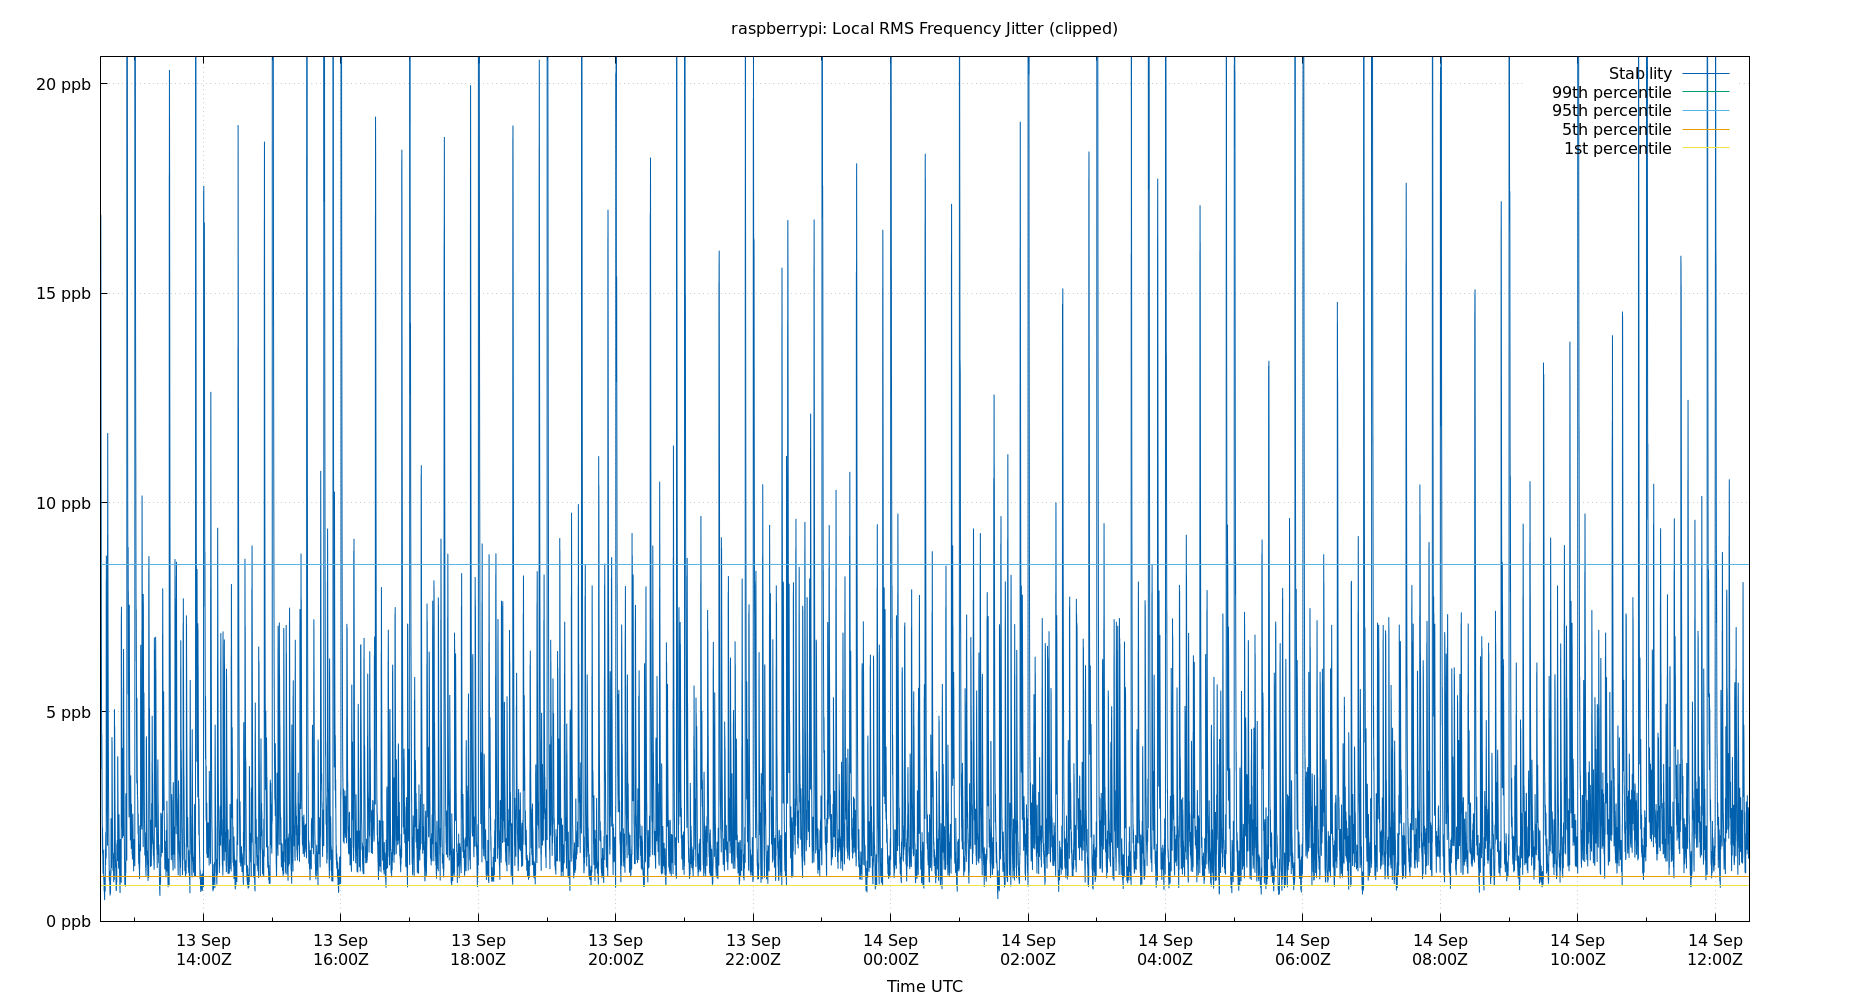 raspberrypi: Local RMS Frequency Jitter (clipped)
20 ppb
15 ppb
10 ppb
5 ppb
0 ppb
Stability
99th percentile
95th percentile
5th percentile
1st percentile
13 Sep 13 Sep 13 Sep 13 Sep 13 Sep 14 Sep 14 Sep 14 Sep 14 Sep 14 Sep 14 Sep 14 Sep
14:00Z 16:00Z 18:00Z 20:00Z 22:00Z 00:00Z 02:00Z 04:00Z 06:00Z 08:00Z 10:00Z 12:00Z
Time UTC